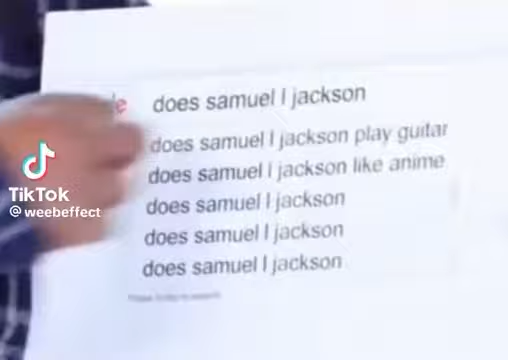 le
does samuel l jackson
does samuel l jackson play guitar
does samuel l jackson like anime
does samuel l jackson
does samuel l jackson
does samuel l jackson
TikTok
@weebeffect